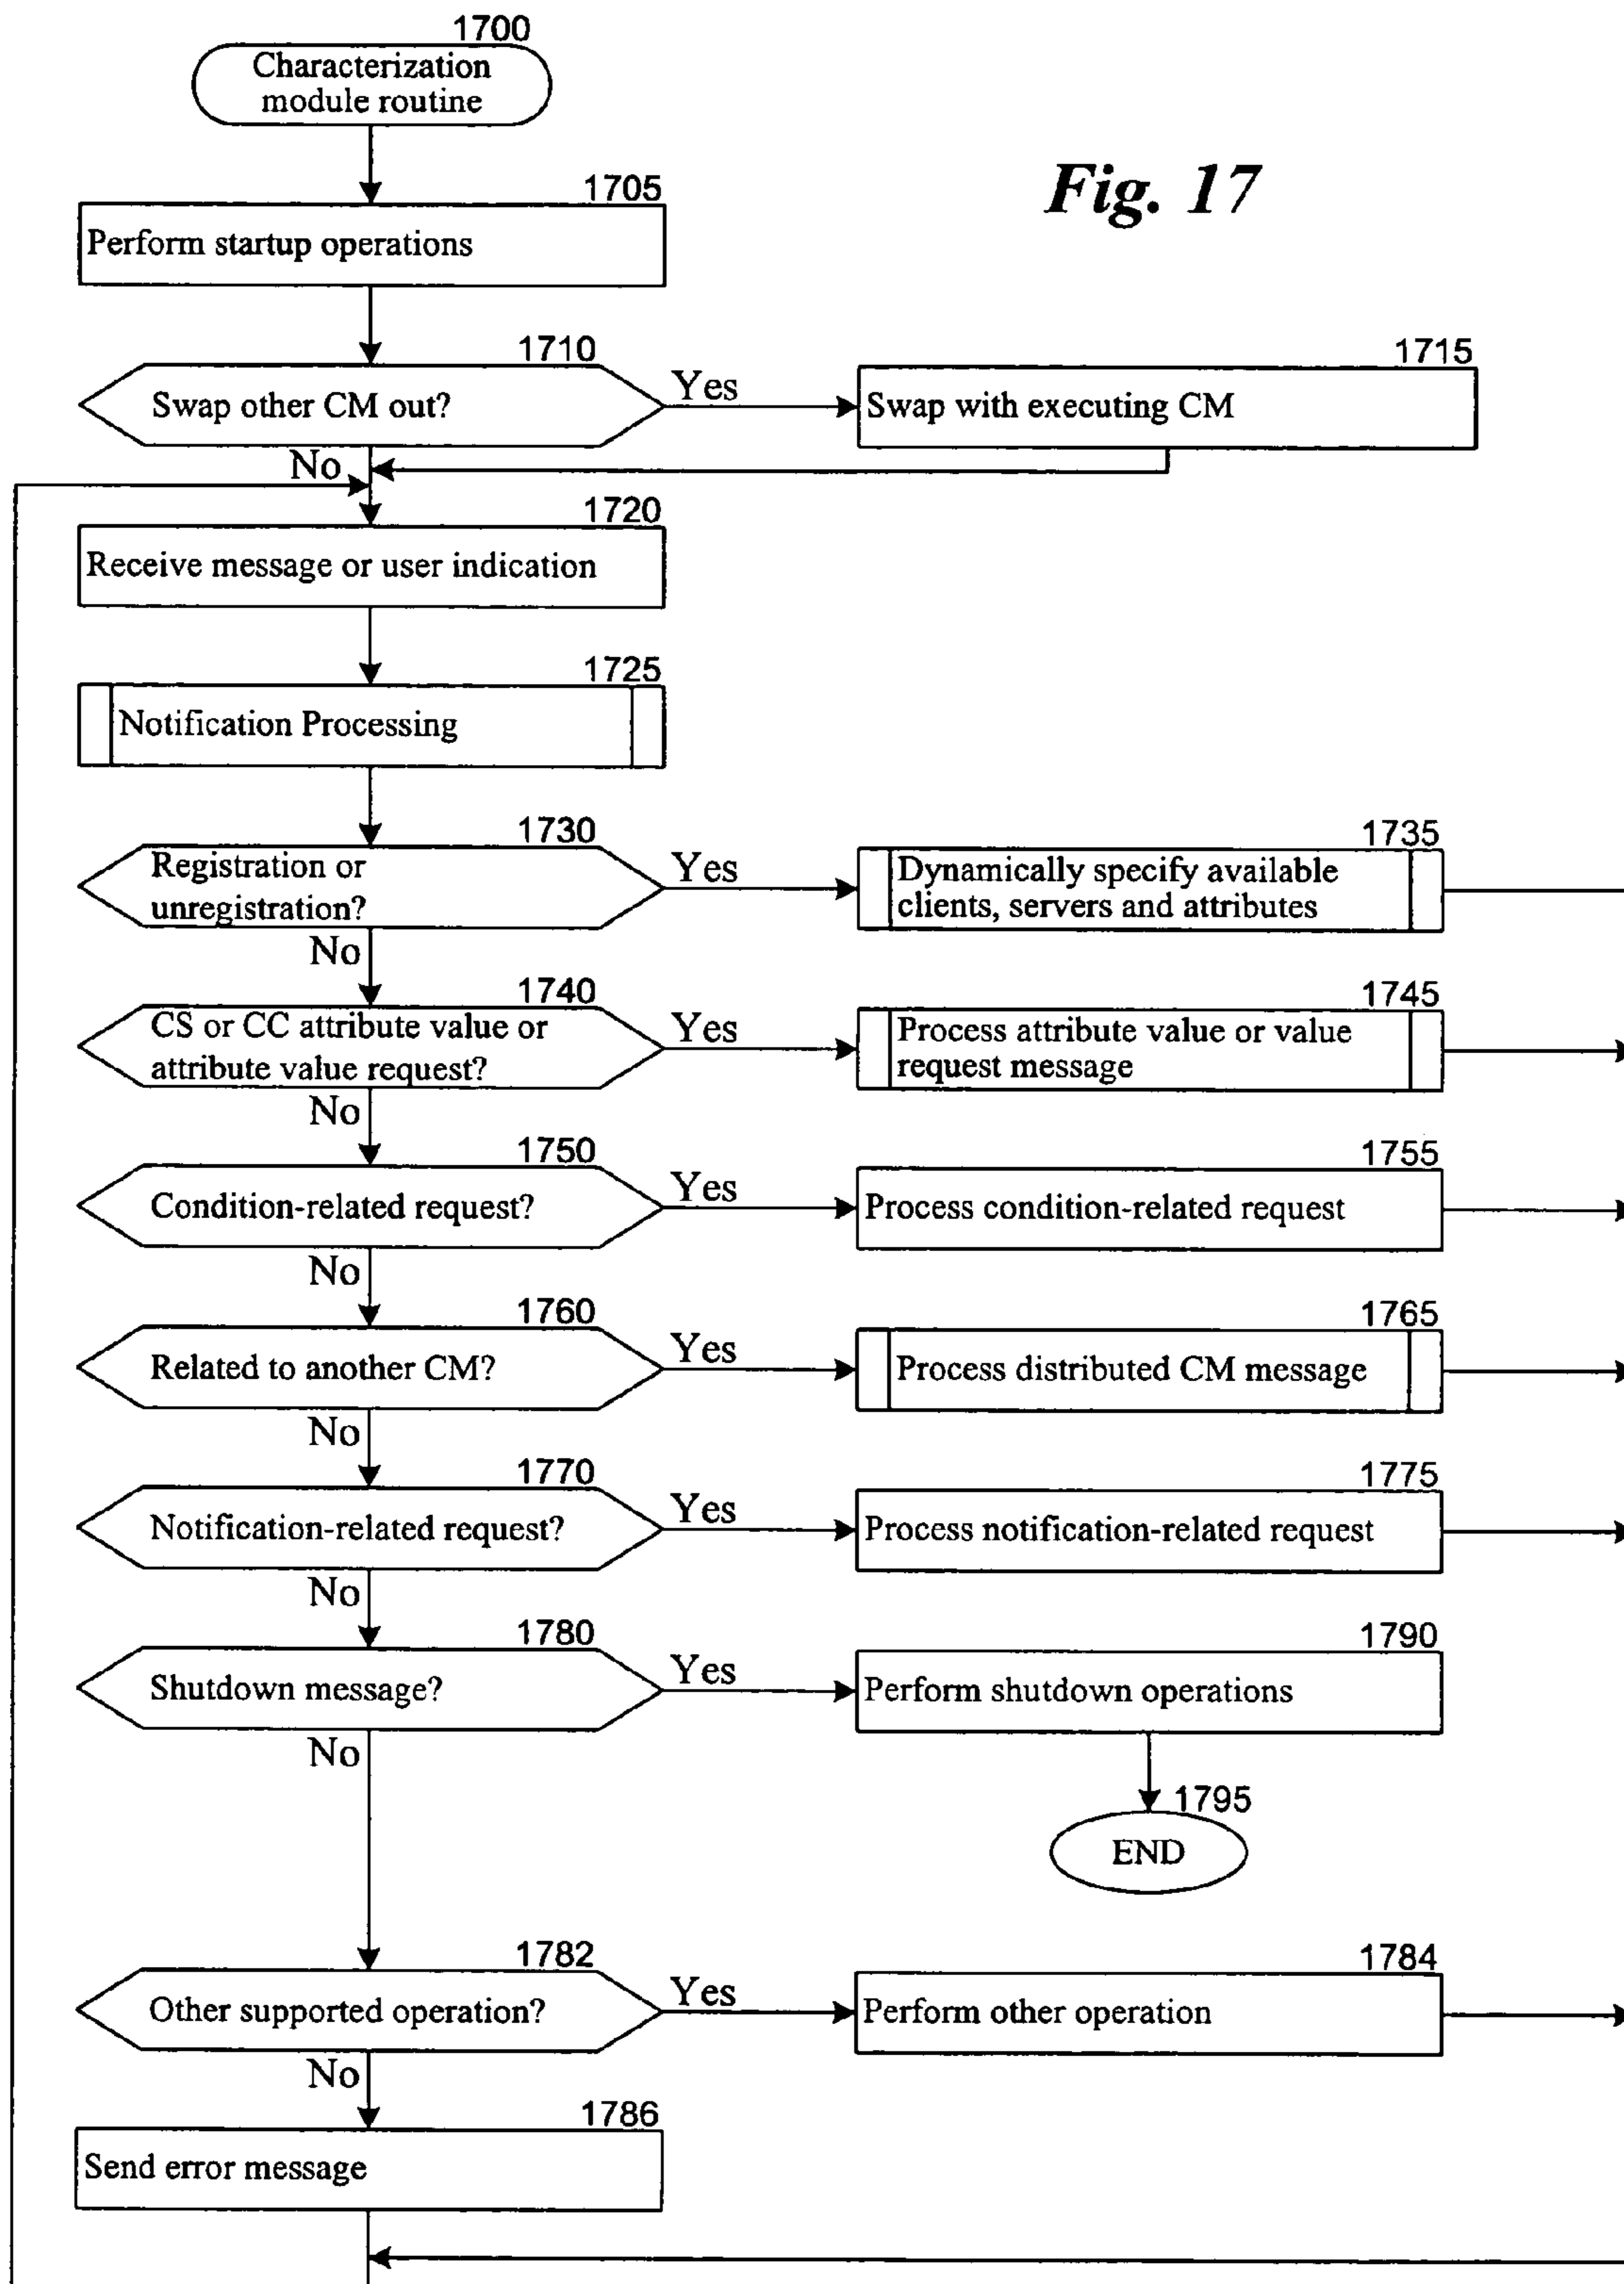 1700
Characterization
module routine
Fig. 17
1705
Perform startup operations
1710
Swap other CM out?
Yes
1715
Swap with executing CM
No
1720
Receive message or user indication
1725
Notification Processing
1730
Registration or
unregistration?
Yes
1735
Dynamically specify available
clients, servers and attributes
No
1740
CS or CC attribute value or
attribute value request?
Yes
1745
Process attribute value or value
request message
No
1750
Condition-related request?
Yes
1755
Process condition-related request
No
1760
Related to another CM?
Yes
1765
Process distributed CM message
No
1770
Notification-related request?
Yes
1775
Process notification-related request
No
1780
Shutdown message?
Yes
1790
Perform shutdown operations
No
1795
END
1782
Other supported operation?
Yes
1784
Perform other operation
No
1786
Send error message